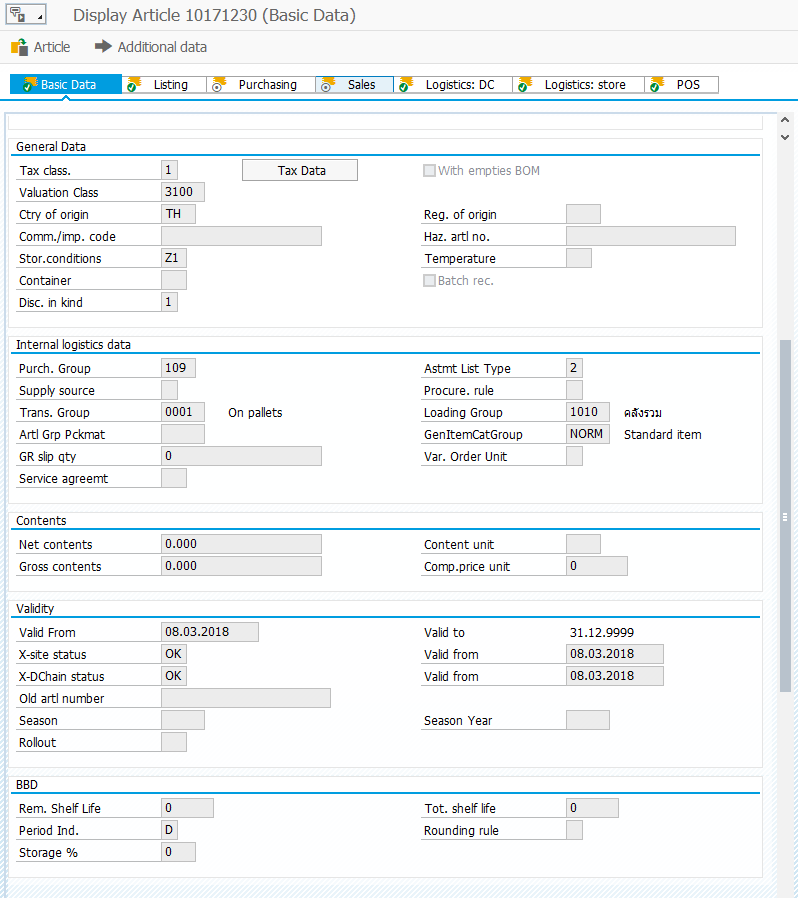 Display Article 10171230 (Basic Data)
Article Additional data
Basic Data Listing Purchasing Sales Logistics: DC Logistics: store POS
General Data
Tax class. 1 Tax Data With empties BOM
Valuation Class 3100
Ctry of origin TH Reg. of origin
Comm./imp. code Haz. artl no.
Stor.conditions Z1 Temperature
Container Batch rec.
Disc. in kind 1
Internal logistics data
Purch. Group 109 Astmt List Type 2
Supply source Procure. rule
Trans. Group 0001 On pallets Loading Group 1010 คลังรวม
Artl Grp Pckmat GenItemCatGroup NORM Standard item
GR slip qty 0 Var. Order Unit
Service agreemt
Contents
Net contents 0.000 Content unit
Gross contents 0.000 Comp.price unit 0
Validity
Valid From 08.03.2018 Valid to 31.12.9999
X-site status OK Valid from 08.03.2018
X-DChain status OK Valid from 08.03.2018
Old artl number
Season Season Year
Rollout
BBD
Rem. Shelf Life 0 Tot. shelf life 0
Period Ind. D Rounding rule
Storage % 0